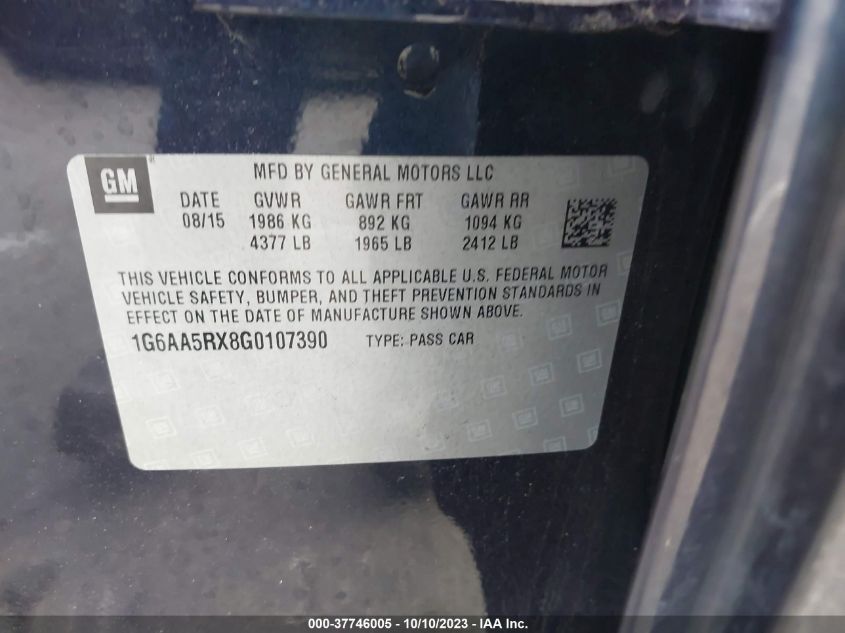 GM
MFD BY GENERAL MOTORS LLC
DATE GVWR GAWR FRT GAWR RR
08/15 1986 KG 892 KG 1094 KG
4377 LB 1965 LB 2412 LB
THIS VEHICLE CONFORMS TO ALL APPLICABLE U.S. FEDERAL MOTOR
VEHICLE SAFETY, BUMPER, AND THEFT PREVENTION STANDARDS IN
EFFECT ON THE DATE OF MANUFACTURE SHOWN ABOVE.
1G6AA5RX8G0107390 TYPE: PASS CAR
000-37746005 - 10/10/2023 - IAA Inc.